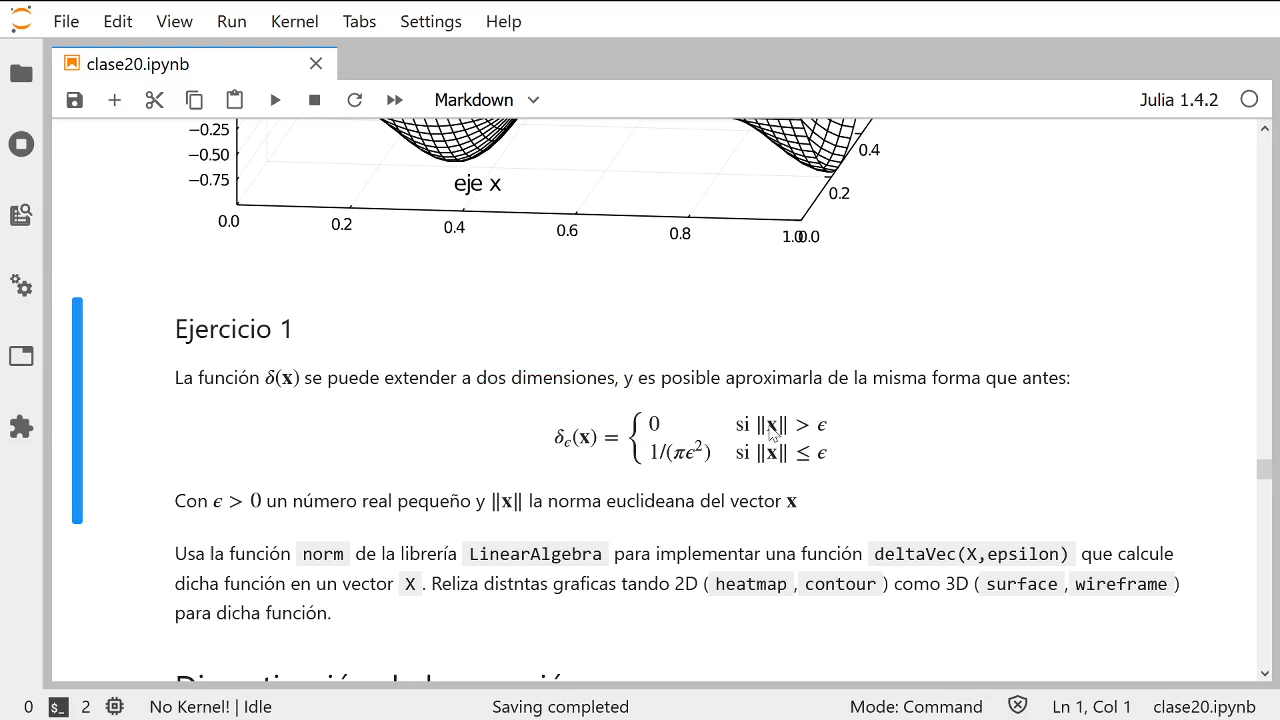 File Edit View Run Kernel Tabs Settings Help
clase20.ipynb
Markdown
Julia 1.4.2
−0.25
−0.50
−0.75
eje x
0.4
0.2
0.0
0.2
0.4
0.6
0.8
1.0
0.0
Ejercicio 1
La función δ(x) se puede extender a dos dimensiones, y es posible aproximarla de la misma forma que antes:
δϵ(x) = { 0 si ‖x‖ > ϵ
1/(πϵ²) si ‖x‖ ≤ ϵ
Con ϵ > 0 un número real pequeño y ‖x‖ la norma euclideana del vector x
Usa la función norm de la librería LinearAlgebra para implementar una función deltaVec(X,epsilon) que calcule
dicha función en un vector X . Reliza distntas graficas tando 2D ( heatmap , contour ) como 3D ( surface , wireframe )
para dicha función.
0 $_ 2 No Kernel! | Idle Saving completed Mode: Command Ln 1, Col 1 clase20.ipynb